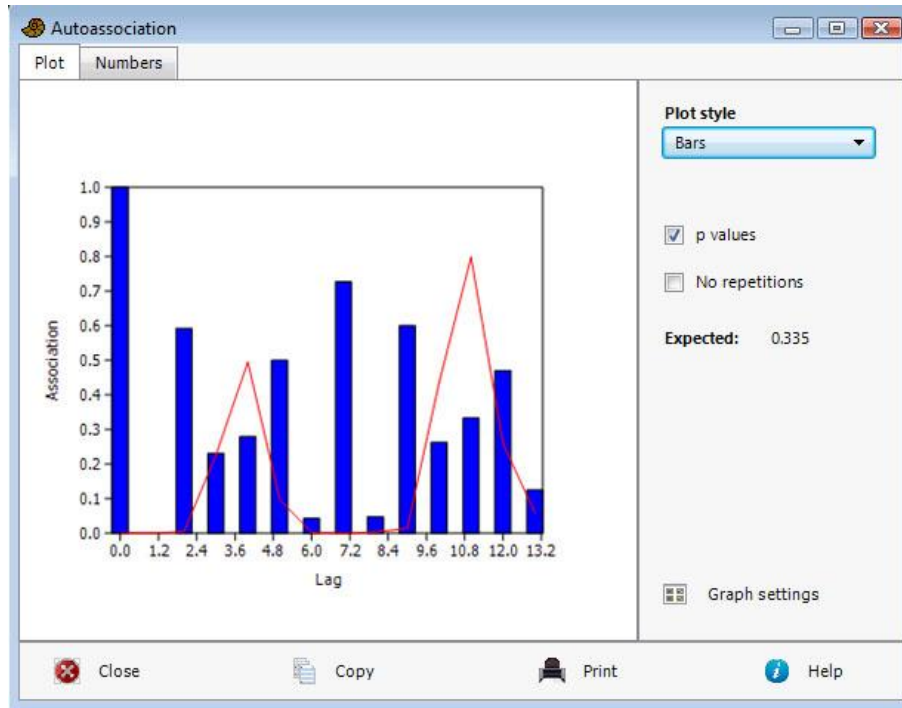 Autoassociation
Plot Numbers
Plot style
Bars
p values
No repetitions
Expected: 0.335
Graph settings
1.0
0.9
0.8
0.7
0.6
0.5
0.4
0.3
0.2
0.1
0.0
Association
0.0 1.2 2.4 3.6 4.8 6.0 7.2 8.4 9.6 10.8 12.0 13.2
Lag
Close Copy Print Help